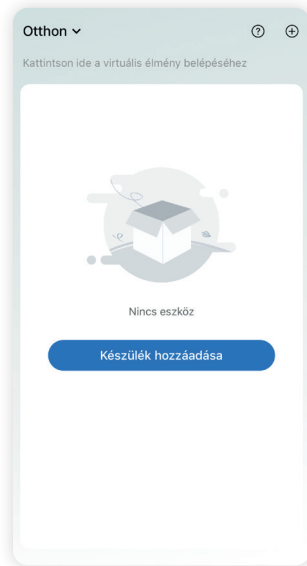 Otthon
Kattintson ide a virtuális élmény belépéséhez
Nincs eszköz
Készülék hozzáadása